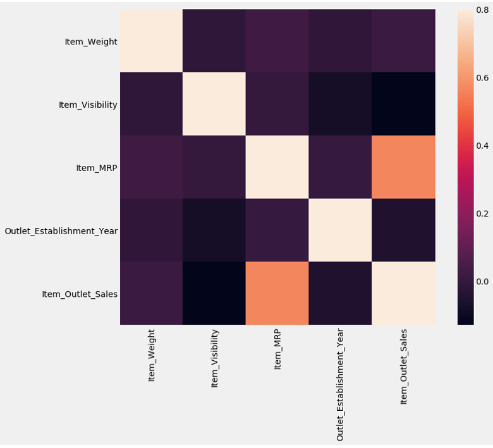 Item_Weight
Item_Visibility
Item_MRP
Outlet_Establishment_Year
Item_Outlet_Sales
Item_Weight
Item_Visibility
Item_MRP
Outlet_Establishment_Year
Item_Outlet_Sales
0.8
0.6
0.4
0.2
0.0